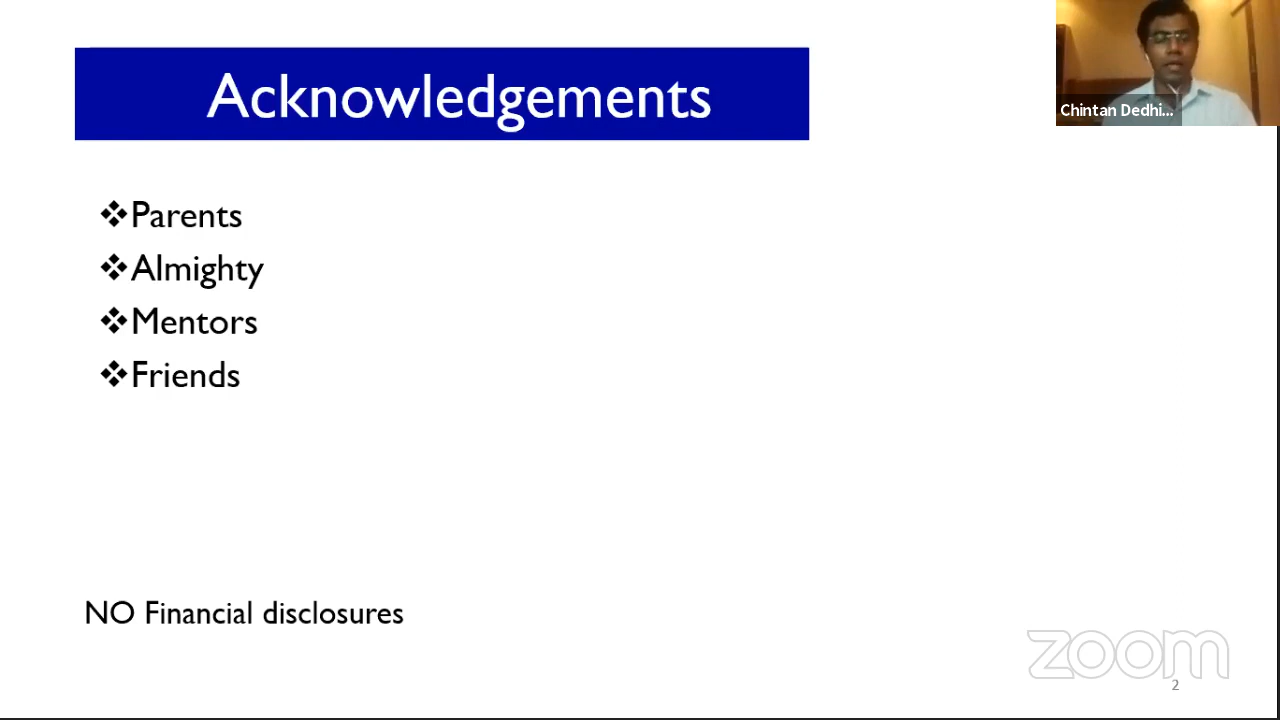 Acknowledgements
Chintan Dedhi...
❖Parents
❖Almighty
❖Mentors
❖Friends
NO Financial disclosures
zoom
2